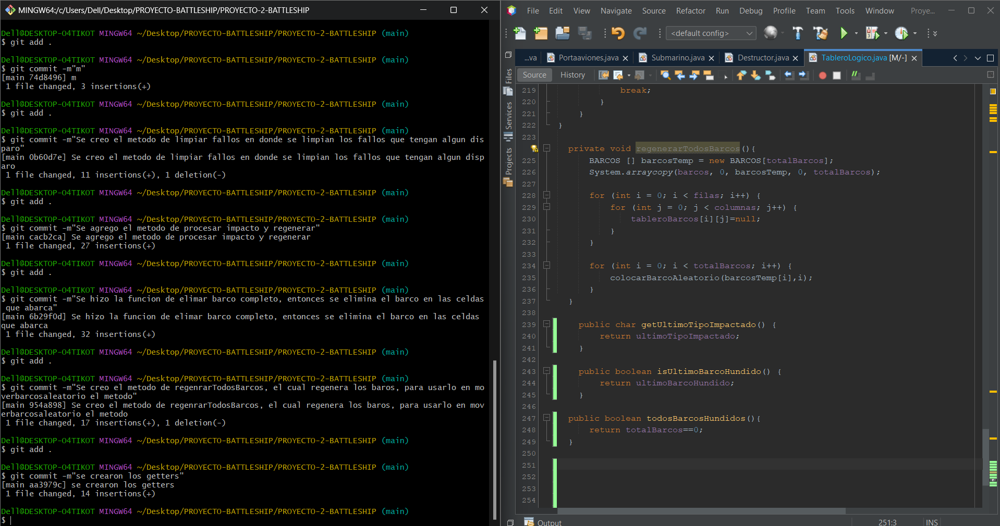 MINGW64:/c/Users/Dell/Desktop/PROYECTO-BATTLESHIP/PROYECTO-2-BATTLESHIP
Dell@DESKTOP-O4TIKOT MINGW64 ~/Desktop/PROYECTO-BATTLESHIP/PROYECTO-2-BATTLESHIP (main)
$ git add .
Dell@DESKTOP-O4TIKOT MINGW64 ~/Desktop/PROYECTO-BATTLESHIP/PROYECTO-2-BATTLESHIP (main)
$ git commit -m"m"
[main 74d8496] m
1 file changed, 3 insertions(+)
Dell@DESKTOP-O4TIKOT MINGW64 ~/Desktop/PROYECTO-BATTLESHIP/PROYECTO-2-BATTLESHIP (main)
$ git add .
Dell@DESKTOP-O4TIKOT MINGW64 ~/Desktop/PROYECTO-BATTLESHIP/PROYECTO-2-BATTLESHIP (main)
$ git commit -m"Se creo el metodo de limpiar fallos en donde se limpian los fallos que tengan algun dis
paro"
[main 0b60d7e] Se creo el metodo de limpiar fallos en donde se limpian los fallos que tengan algun disp
aro
1 file changed, 11 insertions(+), 1 deletion(-)
Dell@DESKTOP-O4TIKOT MINGW64 ~/Desktop/PROYECTO-BATTLESHIP/PROYECTO-2-BATTLESHIP (main)
$ git add .
Dell@DESKTOP-O4TIKOT MINGW64 ~/Desktop/PROYECTO-BATTLESHIP/PROYECTO-2-BATTLESHIP (main)
$ git commit -m"Se agrego el metodo de procesar impacto y regenerar"
[main cacb2ca] Se agrego el metodo de procesar impacto y regenerar
1 file changed, 27 insertions(+)
Dell@DESKTOP-O4TIKOT MINGW64 ~/Desktop/PROYECTO-BATTLESHIP/PROYECTO-2-BATTLESHIP (main)
$ git add .
Dell@DESKTOP-O4TIKOT MINGW64 ~/Desktop/PROYECTO-BATTLESHIP/PROYECTO-2-BATTLESHIP (main)
$ git commit -m"Se hizo la funcion de elimar barco completo, entonces se elimina el barco en las celdas
que abarca"
[main 6b29f0d] Se hizo la funcion de elimar barco completo, entonces se elimina el barco en las celdas
que abarca
1 file changed, 32 insertions(+)
Dell@DESKTOP-O4TIKOT MINGW64 ~/Desktop/PROYECTO-BATTLESHIP/PROYECTO-2-BATTLESHIP (main)
$ git add .
Dell@DESKTOP-O4TIKOT MINGW64 ~/Desktop/PROYECTO-BATTLESHIP/PROYECTO-2-BATTLESHIP (main)
$ git commit -m"Se creo el metodo de regenrarTodosBarcos, el cual regenera los baros, para usarlo en mo
verbarcosaleatorio el metodo"
[main 954a898] Se creo el metodo de regenrarTodosBarcos, el cual regenera los baros, para usarlo en mov
erbarcosaleatorio el metodo
1 file changed, 17 insertions(+), 1 deletion(-)
Dell@DESKTOP-O4TIKOT MINGW64 ~/Desktop/PROYECTO-BATTLESHIP/PROYECTO-2-BATTLESHIP (main)
$ git add .
Dell@DESKTOP-O4TIKOT MINGW64 ~/Desktop/PROYECTO-BATTLESHIP/PROYECTO-2-BATTLESHIP (main)
$ git commit -m"se crearon los getters"
[main aa3979c] se crearon los getters
1 file changed, 14 insertions(+)
Dell@DESKTOP-O4TIKOT MINGW64 ~/Desktop/PROYECTO-BATTLESHIP/PROYECTO-2-BATTLESHIP (main)
$
File Edit View Navigate Source Refactor Run Debug Profile Team Tools Window Proye...
<default config>
...va Portaaviones.java Submarino.java Destructor.java TableroLogico.java [M/-]
Source History
Files
Services
Projects
219 break;
220 }
221 }
222 }
223
private void regenerarTodosBarcos(){
225 BARCOS [] barcosTemp = new BARCOS[totalBarcos];
226 System.arraycopy(barcos, 0, barcosTemp, 0, totalBarcos);
227
228 for (int i = 0; i < filas; i++) {
229 for (int j = 0; j < columnas; j++) {
230 tableroBarcos[i][j]=null;
231 }
232 }
233
234 for (int i = 0; i < totalBarcos; i++) {
235 colocarBarcoAleatorio(barcosTemp[i],i);
236 }
237 }
238
239 public char getUltimoTipoImpactado() {
240 return ultimoTipoImpactado;
241 }
242
243 public boolean isUltimoBarcoHundido() {
244 return ultimoBarcoHundido;
245 }
246
247 public boolean todosBarcosHundidos(){
248 return totalBarcos==0;
249 }
250
251
252
253
254
Output
251:3 INS